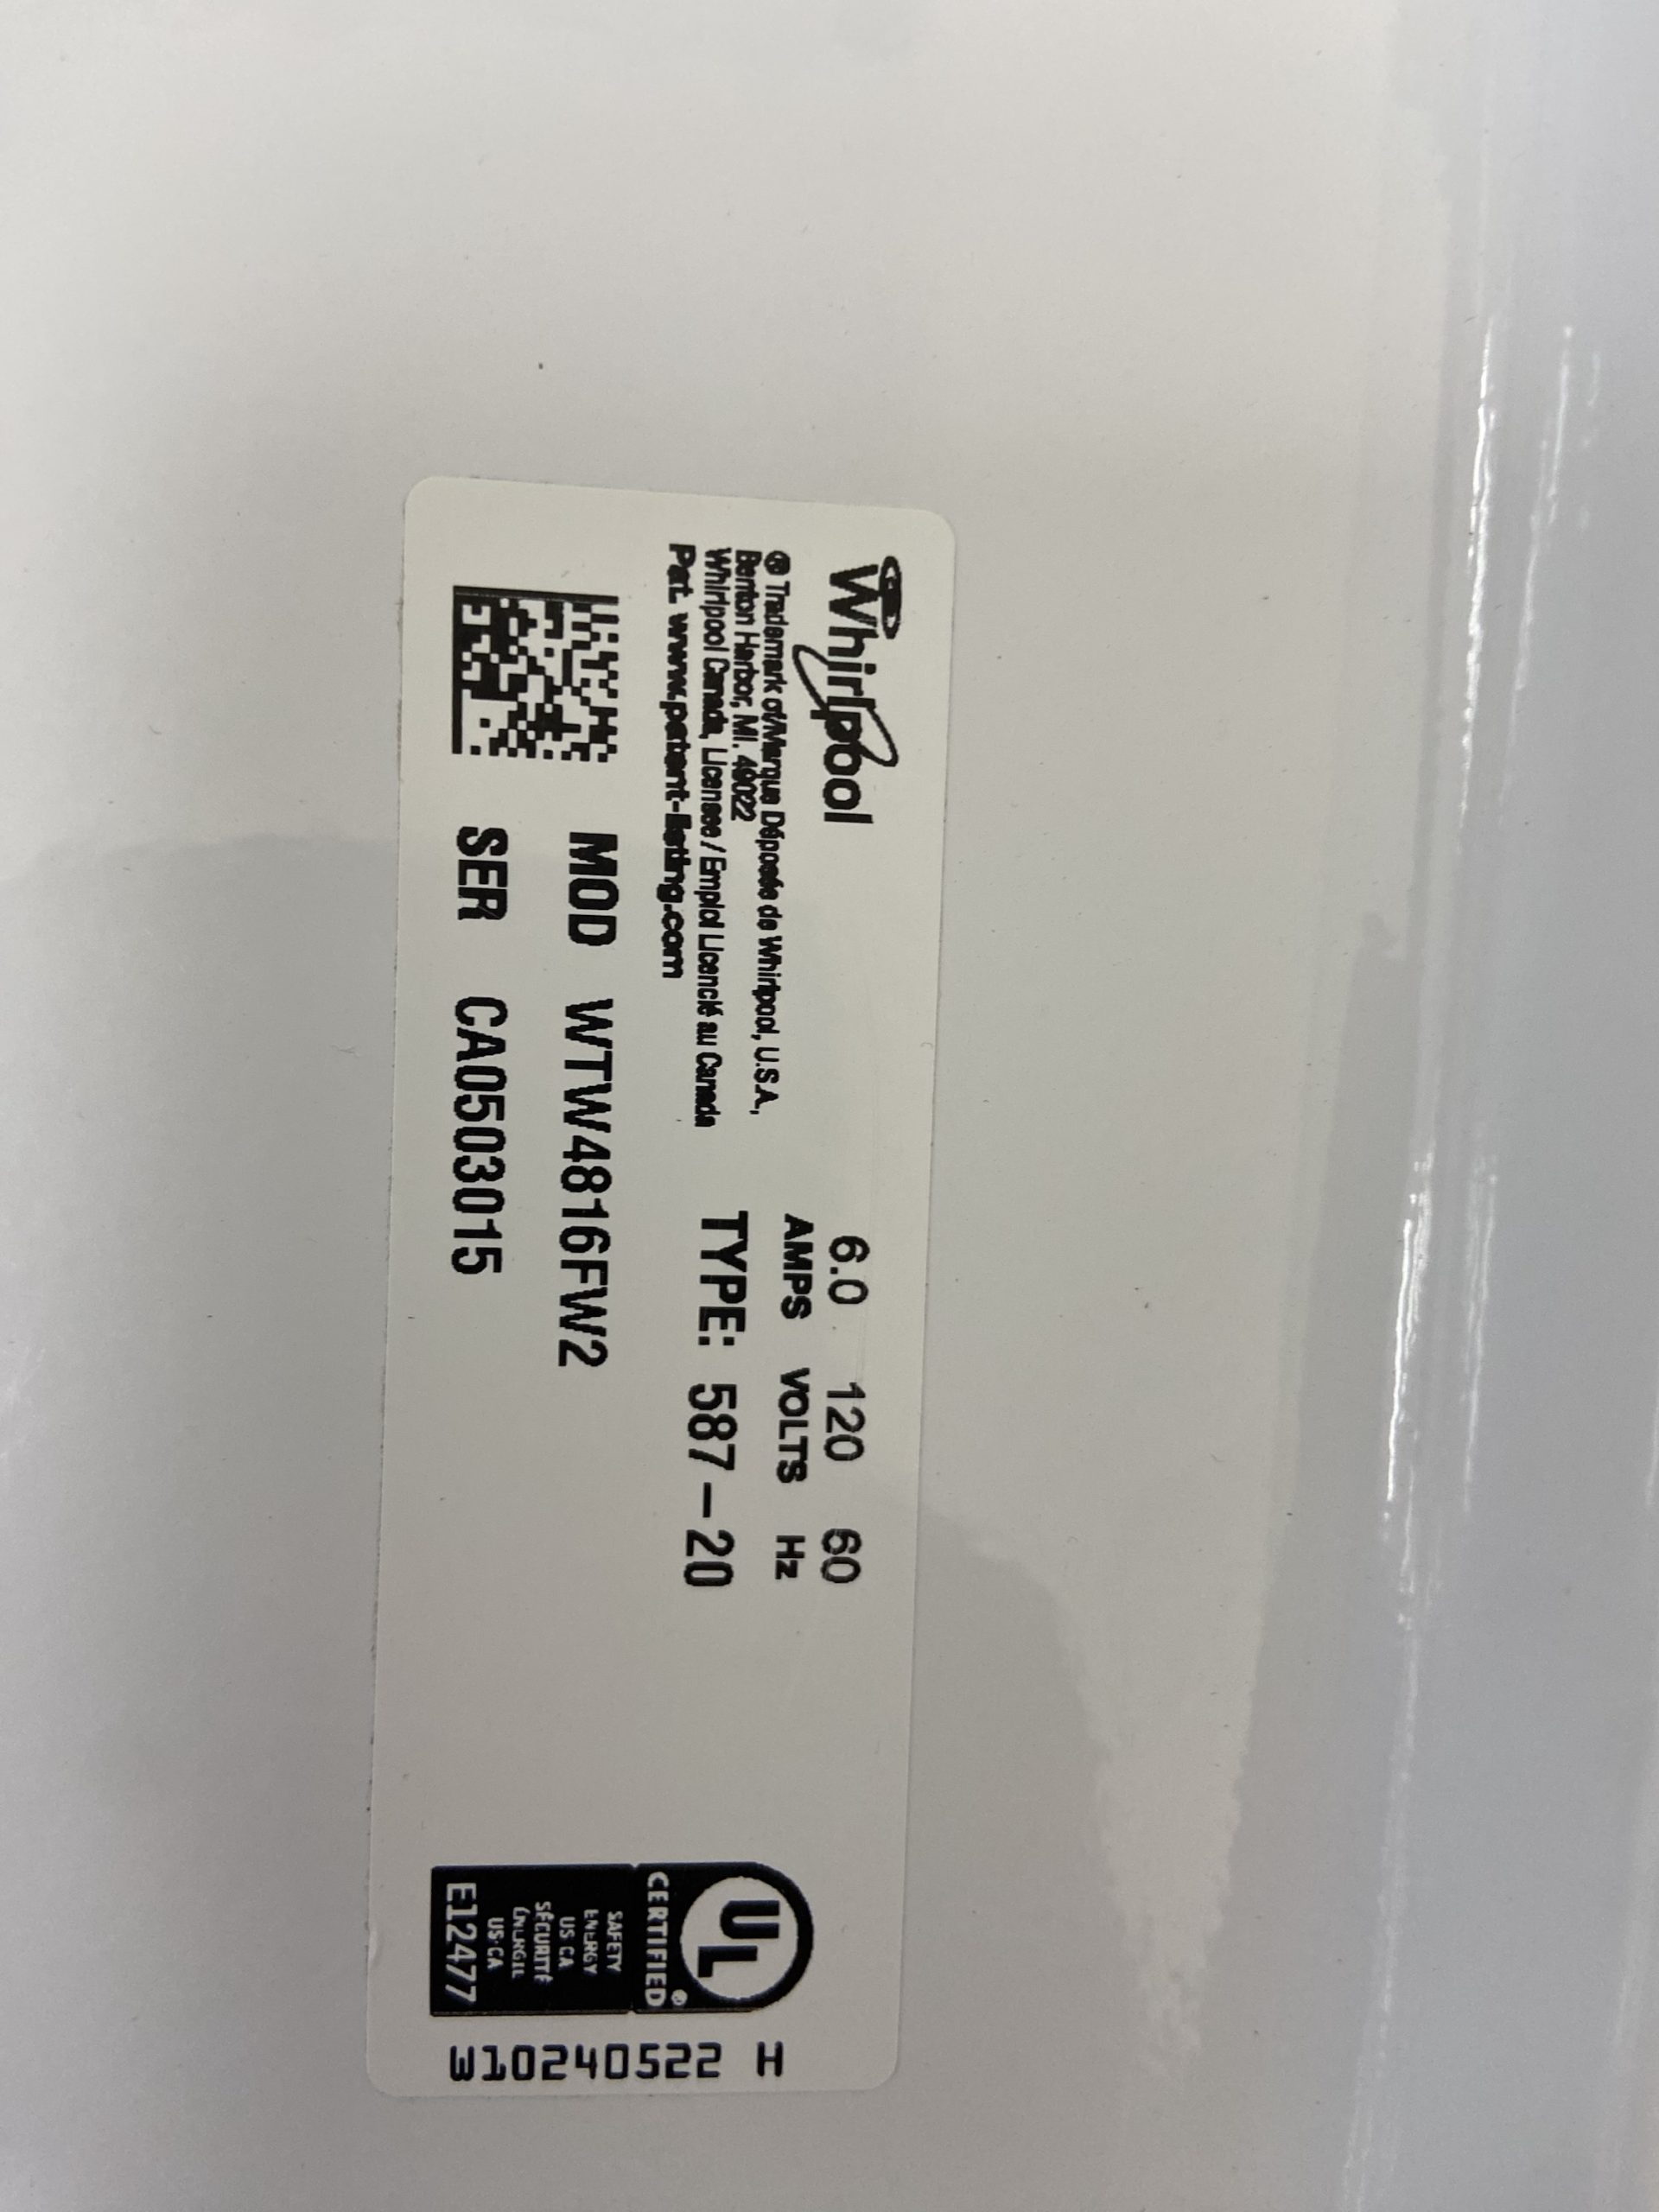 Whirlpool
® Trademark of/Marque Déposée de Whirlpool, U.S.A.,
Benton Harbor, MI. 49022
Whirlpool Canada, Licensee / Emploi Licencié au Canada
Pat. www.patent-listing.com
6.0 120 60
AMPS VOLTS Hz
TYPE: 587-20
MOD WTW4816FW2
SER CA0503015
UL
CERTIFIED®
SAFETY
ENERGY
US CA
SÉCURITÉ
ÉNERGIE
US-CA
E12477
W10240522 H